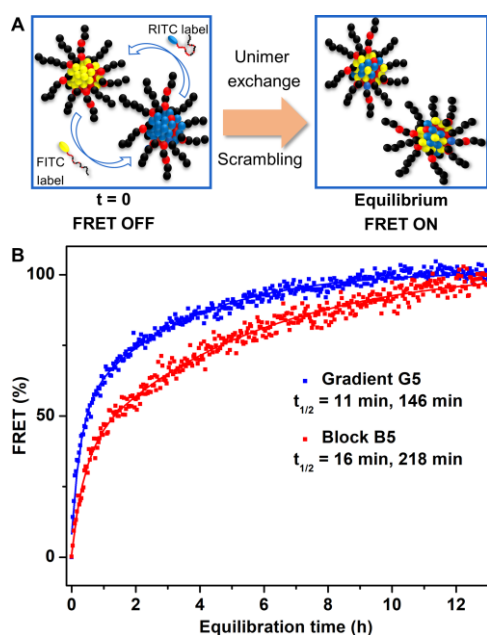 A
RITC label
FITC
label
t = 0
FRET OFF
Unimer
exchange
Scrambling
Equilibrium
FRET ON
B
FRET (%)
100
50
0
Gradient G5
t1/2 = 11 min, 146 min
Block B5
t1/2 = 16 min, 218 min
0 2 4 6 8 10 12
Equilibration time (h)